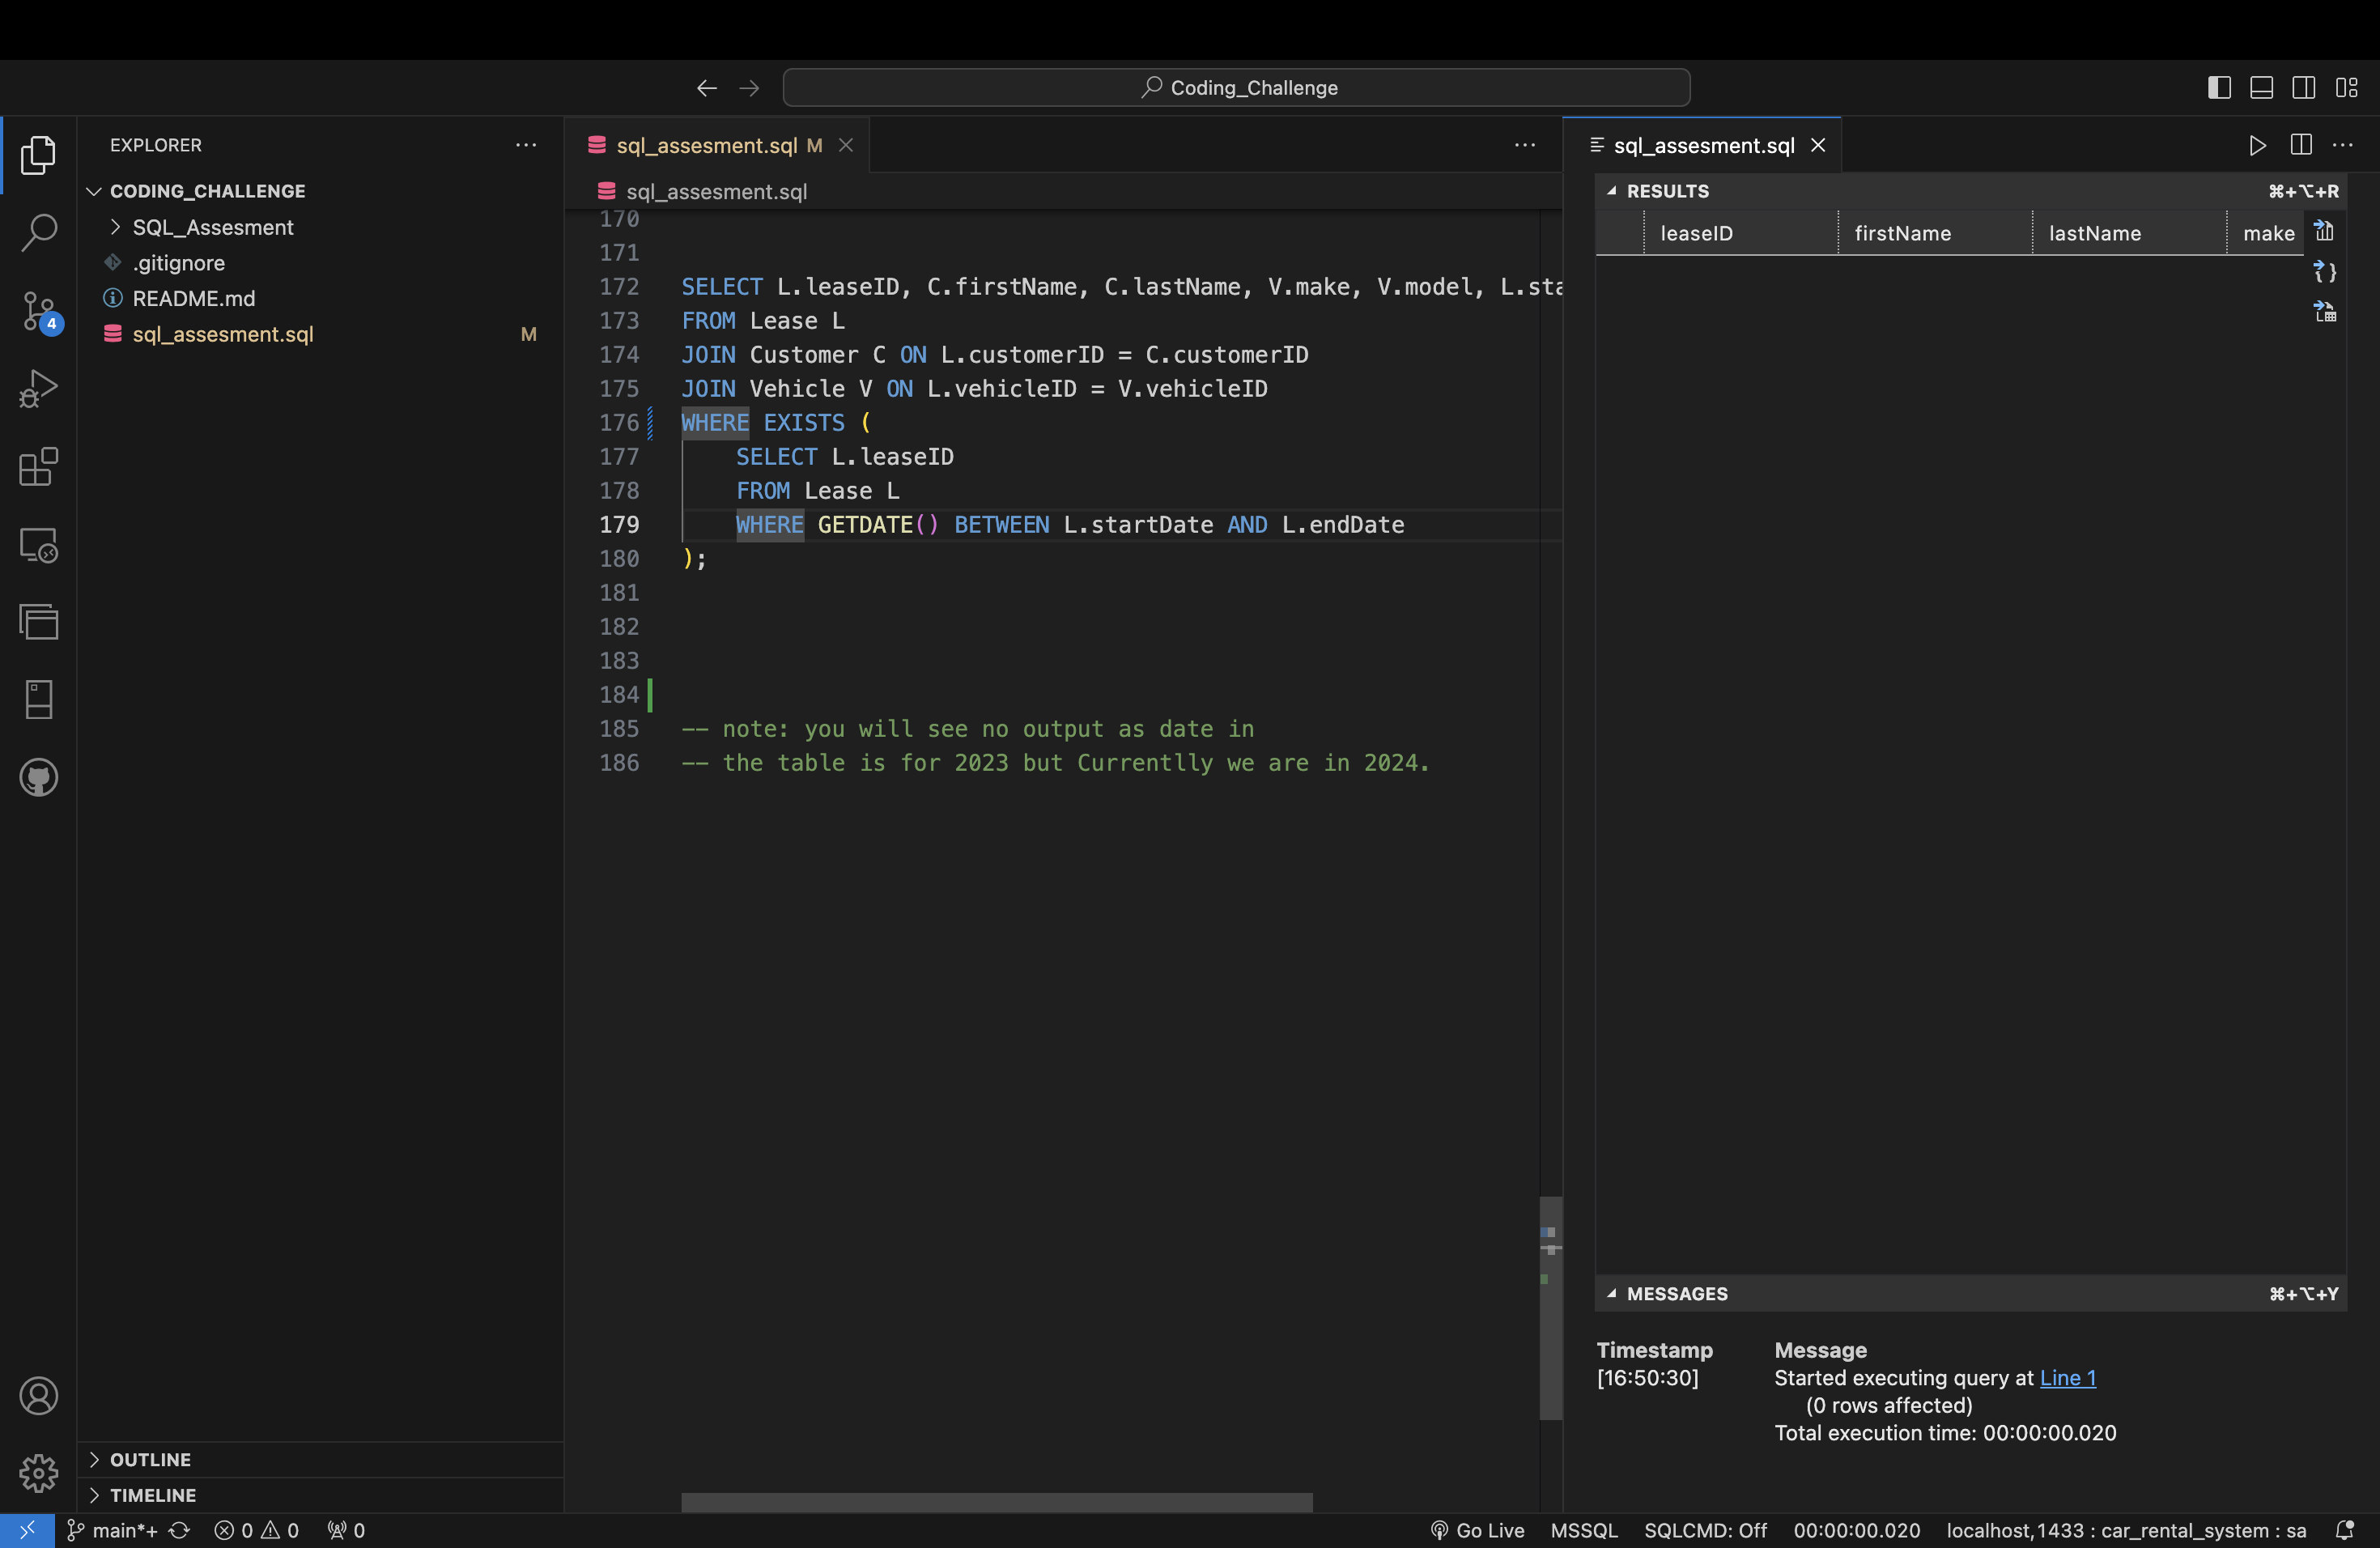 Coding_Challenge
EXPLORER
CODING_CHALLENGE
SQL_Assesment
.gitignore
README.md
sql_assesment.sql M
4
OUTLINE
TIMELINE
sql_assesment.sql M
sql_assesment.sql
170
171
172 SELECT L.leaseID, C.firstName, C.lastName, V.make, V.model, L.sta
173 FROM Lease L
174 JOIN Customer C ON L.customerID = C.customerID
175 JOIN Vehicle V ON L.vehicleID = V.vehicleID
176 WHERE EXISTS (
177 SELECT L.leaseID
178 FROM Lease L
179 WHERE GETDATE() BETWEEN L.startDate AND L.endDate
180 );
181
182
183
184
185 -- note: you will see no output as date in
186 -- the table is for 2023 but Currentlly we are in 2024.
sql_assesment.sql
RESULTS ⌘+⌥+R
leaseID firstName lastName make
MESSAGES ⌘+⌥+Y
Timestamp Message
[16:50:30] Started executing query at Line 1
(0 rows affected)
Total execution time: 00:00:00.020
main*+ 0 0 0 Go Live MSSQL SQLCMD: Off 00:00:00.020 localhost,1433 : car_rental_system : sa